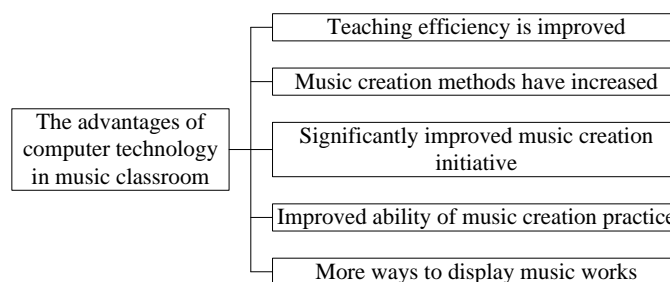 Teaching efficiency is improved
Music creation methods have increased
The advantages of
computer technology
in music classroom
Significantly improved music creation
initiative
Improved ability of music creation practice
More ways to display music works